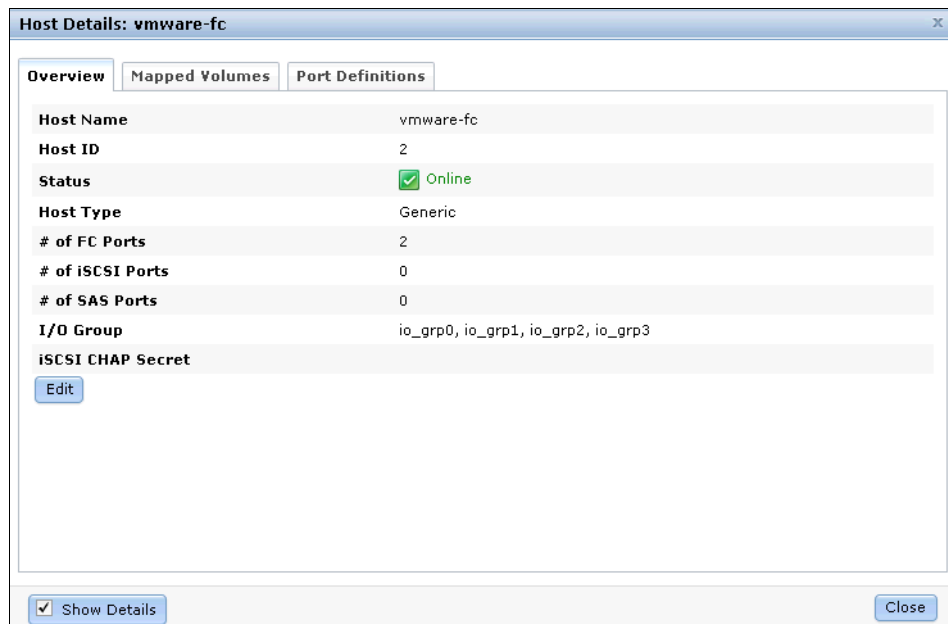 Host Details: vmware-fc x
Overview Mapped Volumes Port Definitions
Host Name vmware-fc
Host ID 2
Status Online
Host Type Generic
# of FC Ports 2
# of iSCSI Ports 0
# of SAS Ports 0
I/O Group io_grp0, io_grp1, io_grp2, io_grp3
iSCSI CHAP Secret
Edit
Show Details Close